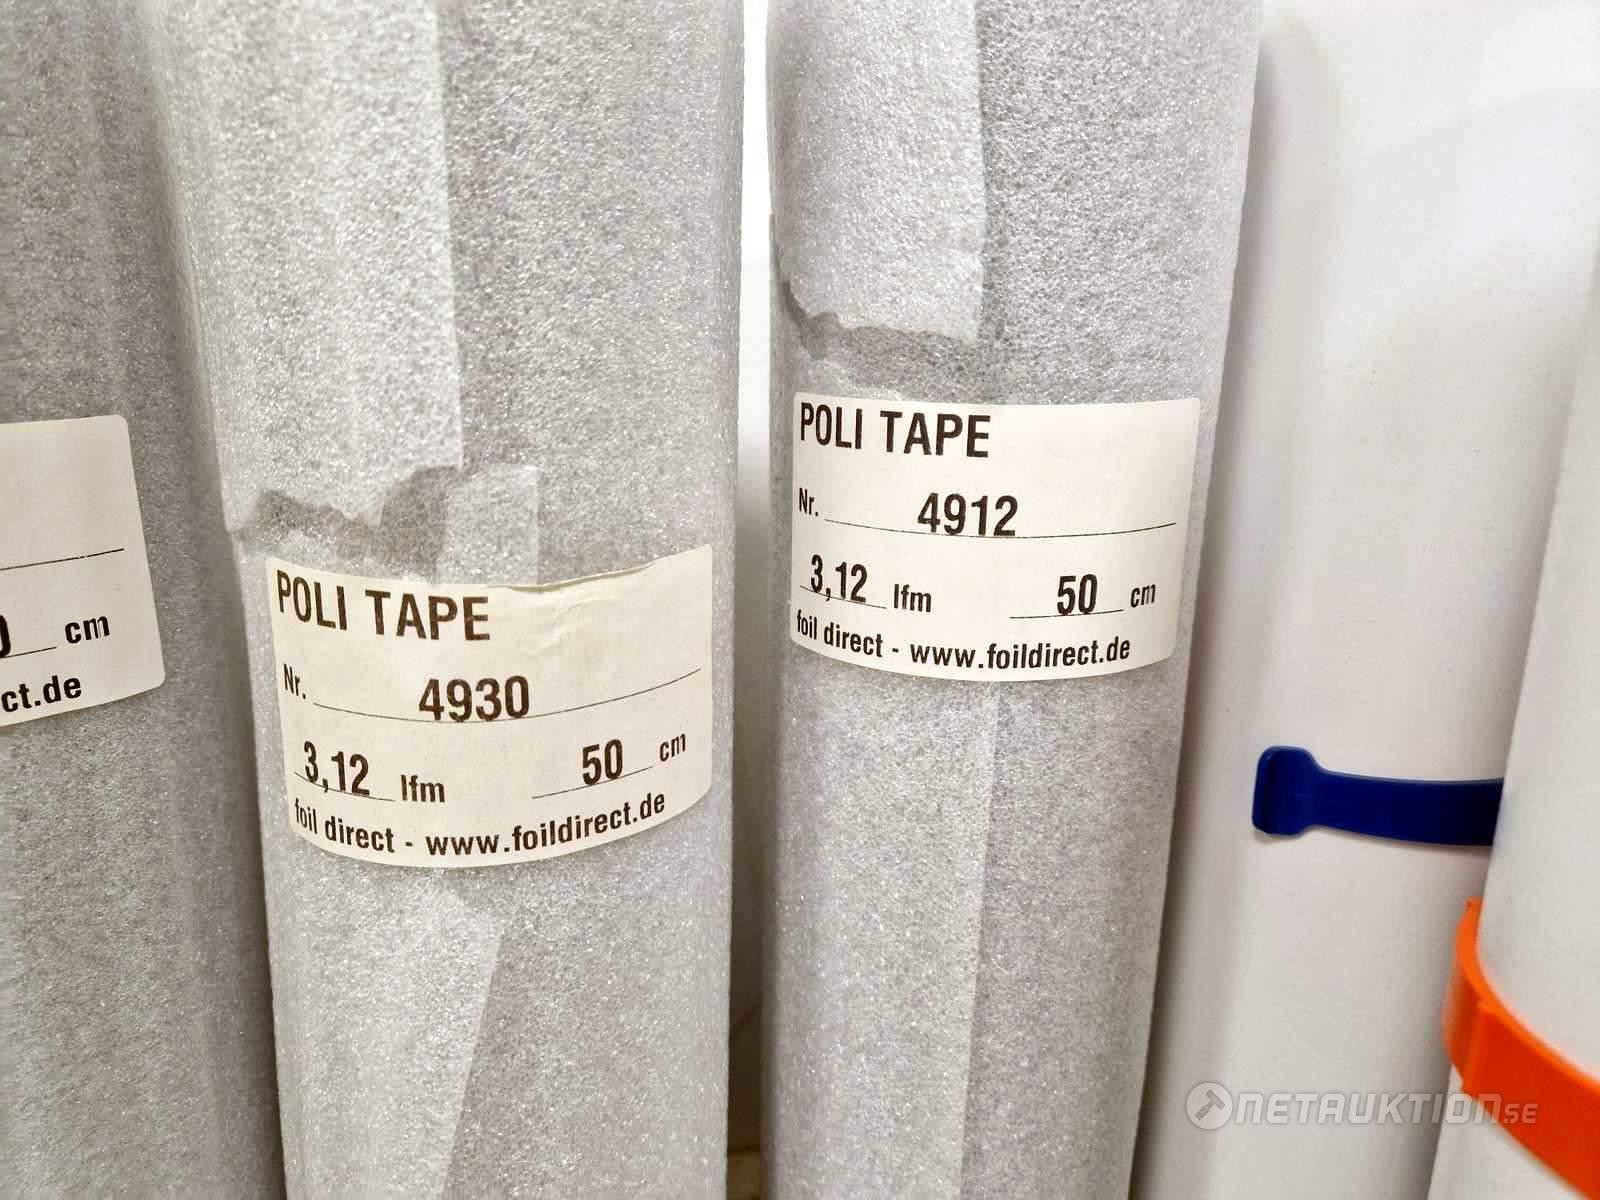 cm
ct.de
POLI TAPE
Nr. 4930
3,12 lfm 50 cm
foil direct - www.foildirect.de
POLI TAPE
Nr. 4912
3,12 lfm 50 cm
foil direct - www.foildirect.de
NETAUKTION.SE